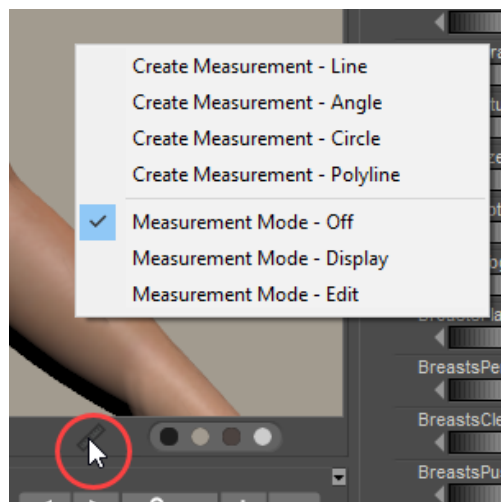 Create Measurement - Line
Create Measurement - Angle
Create Measurement - Circle
Create Measurement - Polyline
Measurement Mode - Off
Measurement Mode - Display
Measurement Mode - Edit
BreastsPe
BreastsCle
BreastsPu